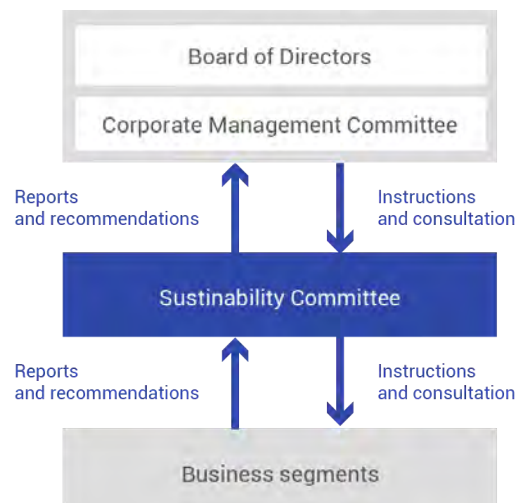 Board of Directors
Corporate Management Committee
Reports
and recommendations
Instructions
and consultation
Sustinability Committee
Reports
and recommendations
Instructions
and consultation
Business segments